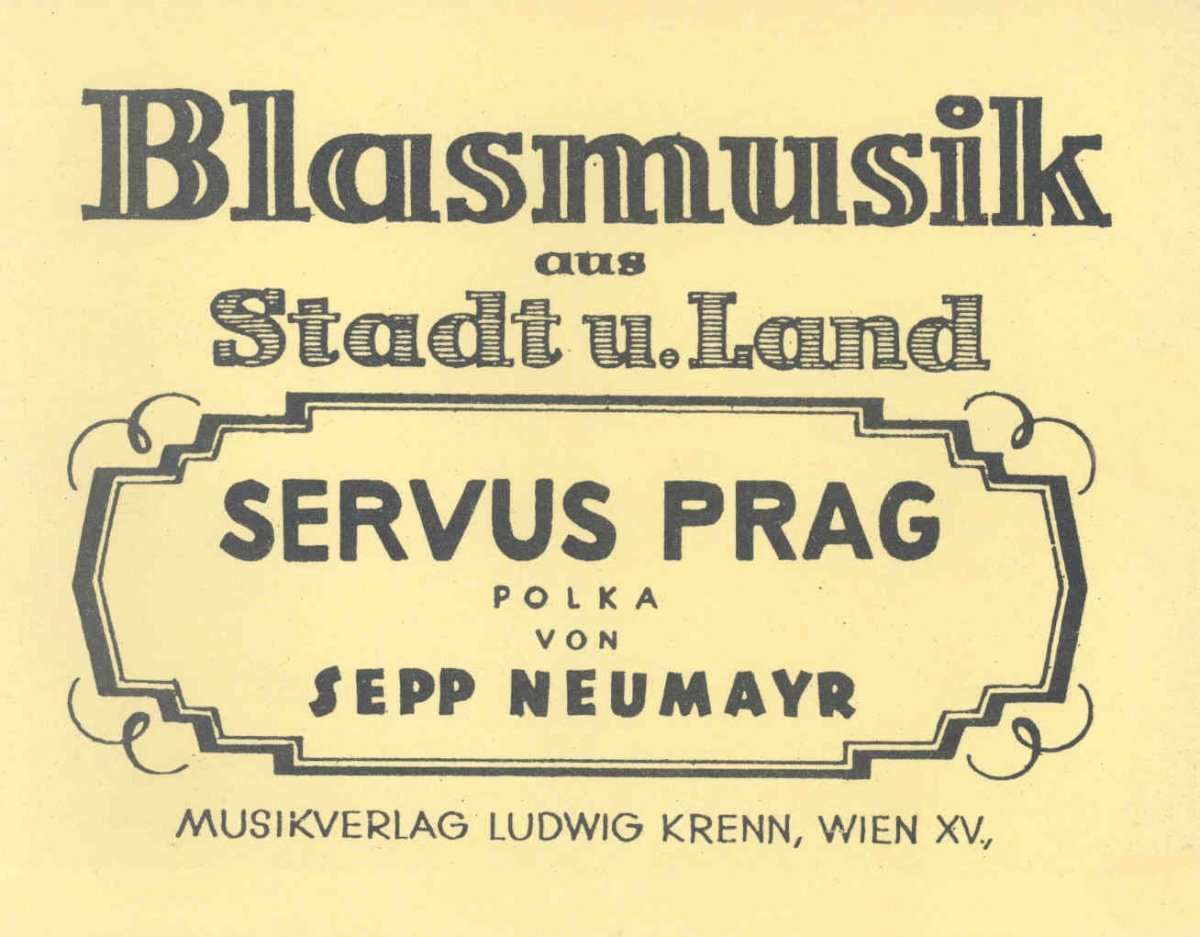 Blasmusik
aus
Stadt u. Land
SERVUS PRAG
POLKA
VON
SEPP NEUMAYR
MUSIKVERLAG LUDWIG KRENN, WIEN XV.,